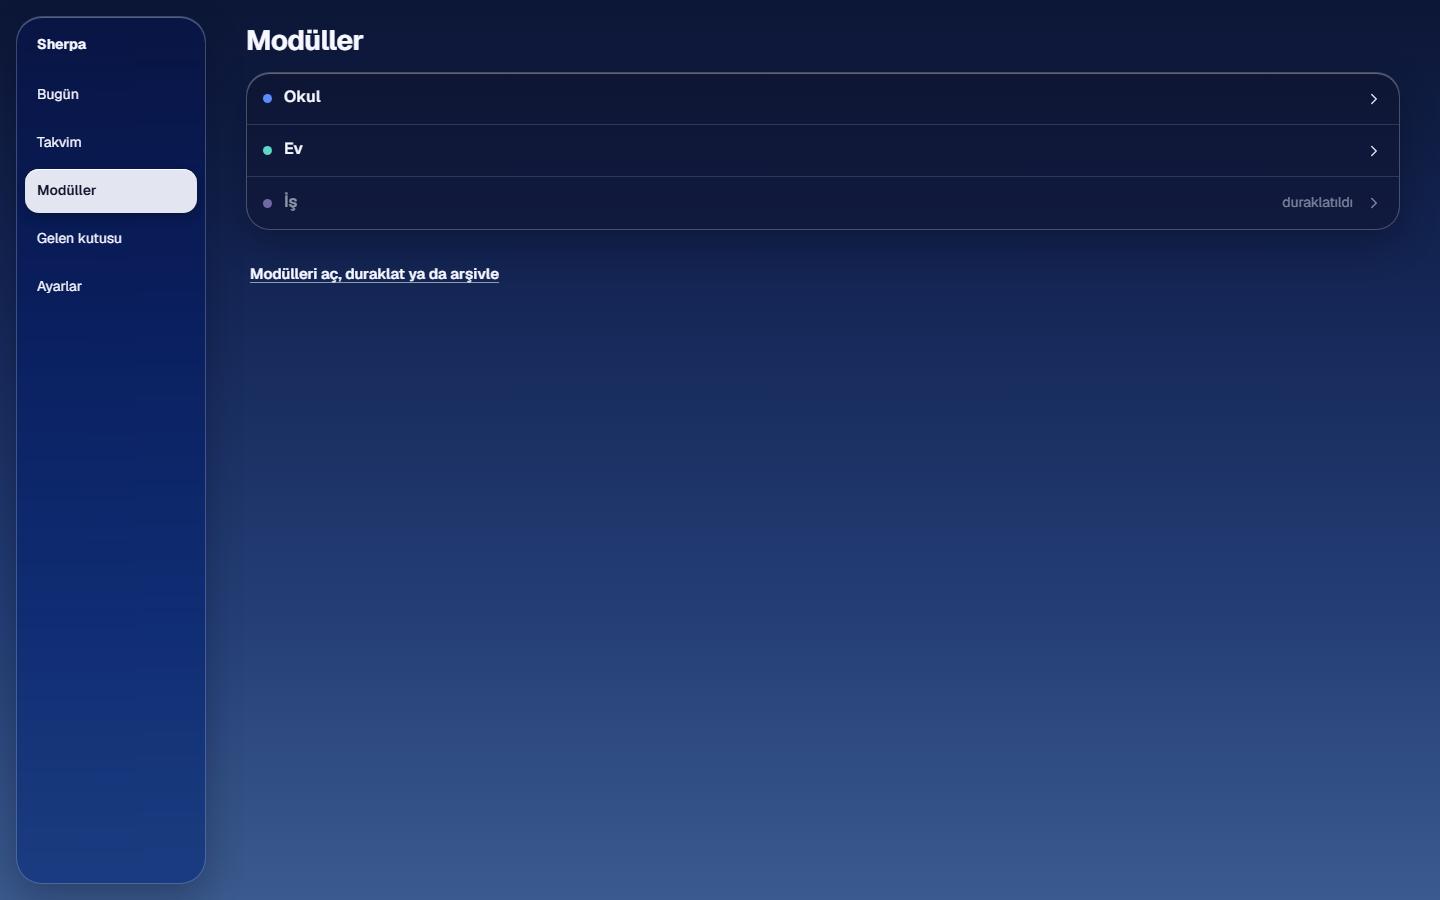 Sherpa
Bugün
Takvim
Modüller
Gelen kutusu
Ayarlar
Modüller
Okul
Ev
İş
duraklatıldı
Modülleri aç, duraklat ya da arşivle